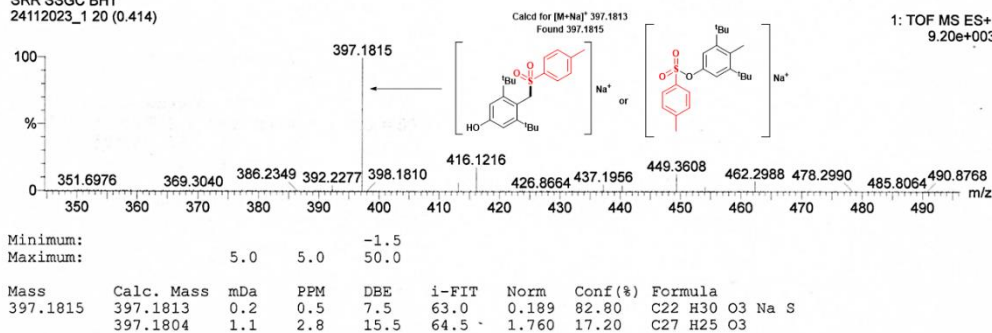 SRR SSGC BHT
24112023_1 20 (0.414)
Calcd for [M+Na]⁺ 397.1813
Found 397.1815
1: TOF MS ES+
9.20e+003
100
397.1815
%
0
351.6976
369.3040
386.2349
392.2277
398.1810
416.1216
426.8664
437.1956
449.3608
462.2988
478.2990
485.8064
490.8768
m/z
350 360 370 380 390 400 410 420 430 440 450 460 470 480 490
O
O
S
ᵗBu
HO
ᵗBu
Na⁺
or
ᵗBu
O
O
S
O
ᵗBu
Na⁺
Minimum: -1.5
Maximum: 5.0 5.0 50.0
Mass Calc. Mass mDa PPM DBE i-FIT Norm Conf(%) Formula
397.1815 397.1813 0.2 0.5 7.5 63.0 0.189 82.80 C22 H30 O3 Na S
397.1804 1.1 2.8 15.5 64.5 1.760 17.20 C27 H25 O3